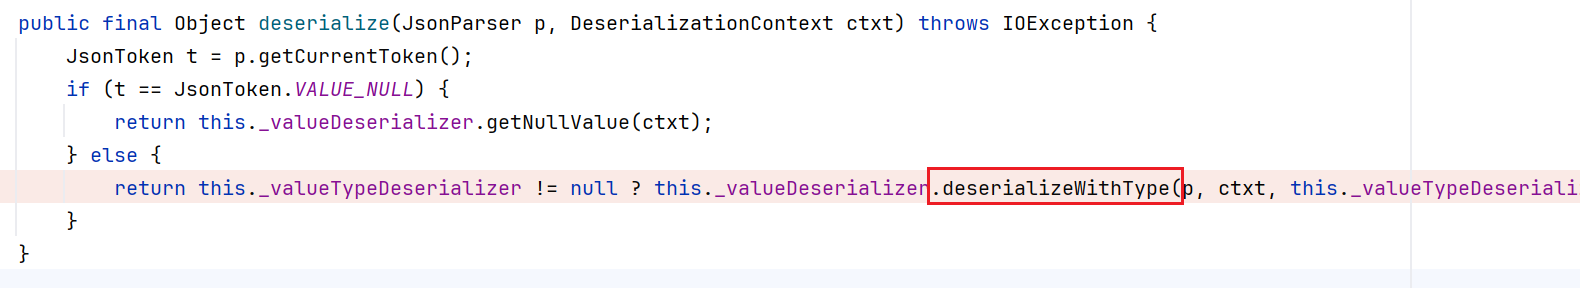 public final Object deserialize(JsonParser p, DeserializationContext ctxt) throws IOException {
    JsonToken t = p.getCurrentToken();
    if (t == JsonToken.VALUE_NULL) {
        return this._valueDeserializer.getNullValue(ctxt);
    } else {
        return this._valueTypeDeserializer != null ? this._valueDeserializer.deserializeWithType(p, ctxt, this._valueTypeDeseriali
    }
}